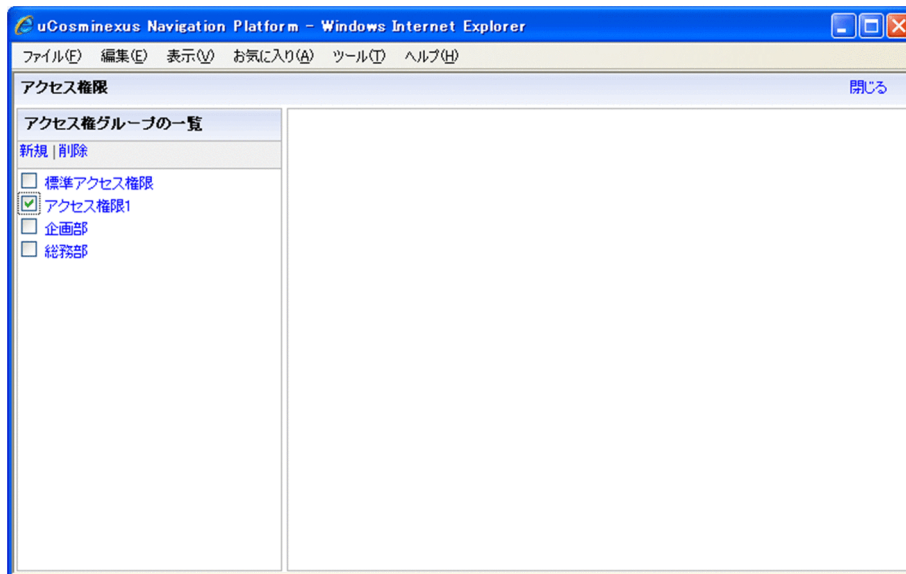 uCosminexus Navigation Platform - Windows Internet Explorer
ファイル(F) 編集(E) 表示(V) お気に入り(A) ツール(T) ヘルプ(H)
アクセス権限 閉じる
アクセス権グループの一覧
新規 | 削除
標準アクセス権限
アクセス権限1
企画部
総務部